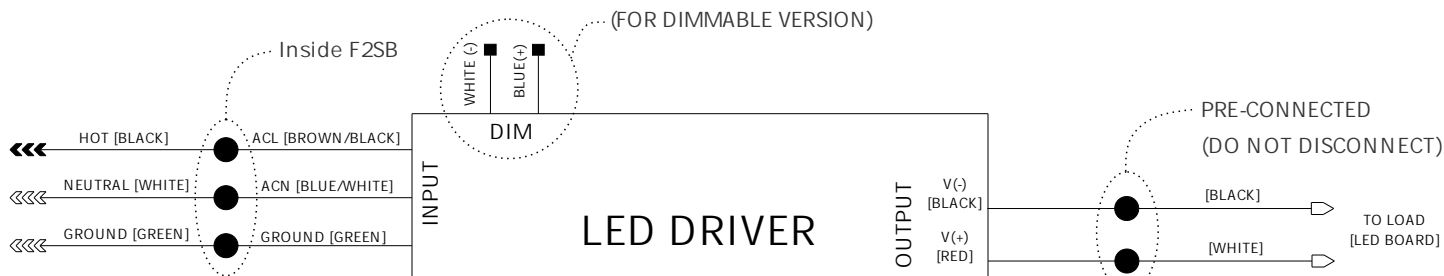 (FOR DIMMABLE VERSION)
Inside F2SB
WHITE (-)
BLUE(+)
DIM
PRE-CONNECTED
(DO NOT DISCONNECT)
HOT [BLACK]
ACL [BROWN/BLACK]
NEUTRAL [WHITE]
ACN [BLUE/WHITE]
GROUND [GREEN]
GROUND [GREEN]
INPUT
LED DRIVER
OUTPUT
V(-)
[BLACK]
V(+)
[RED]
[BLACK]
[WHITE]
TO LOAD
[LED BOARD]